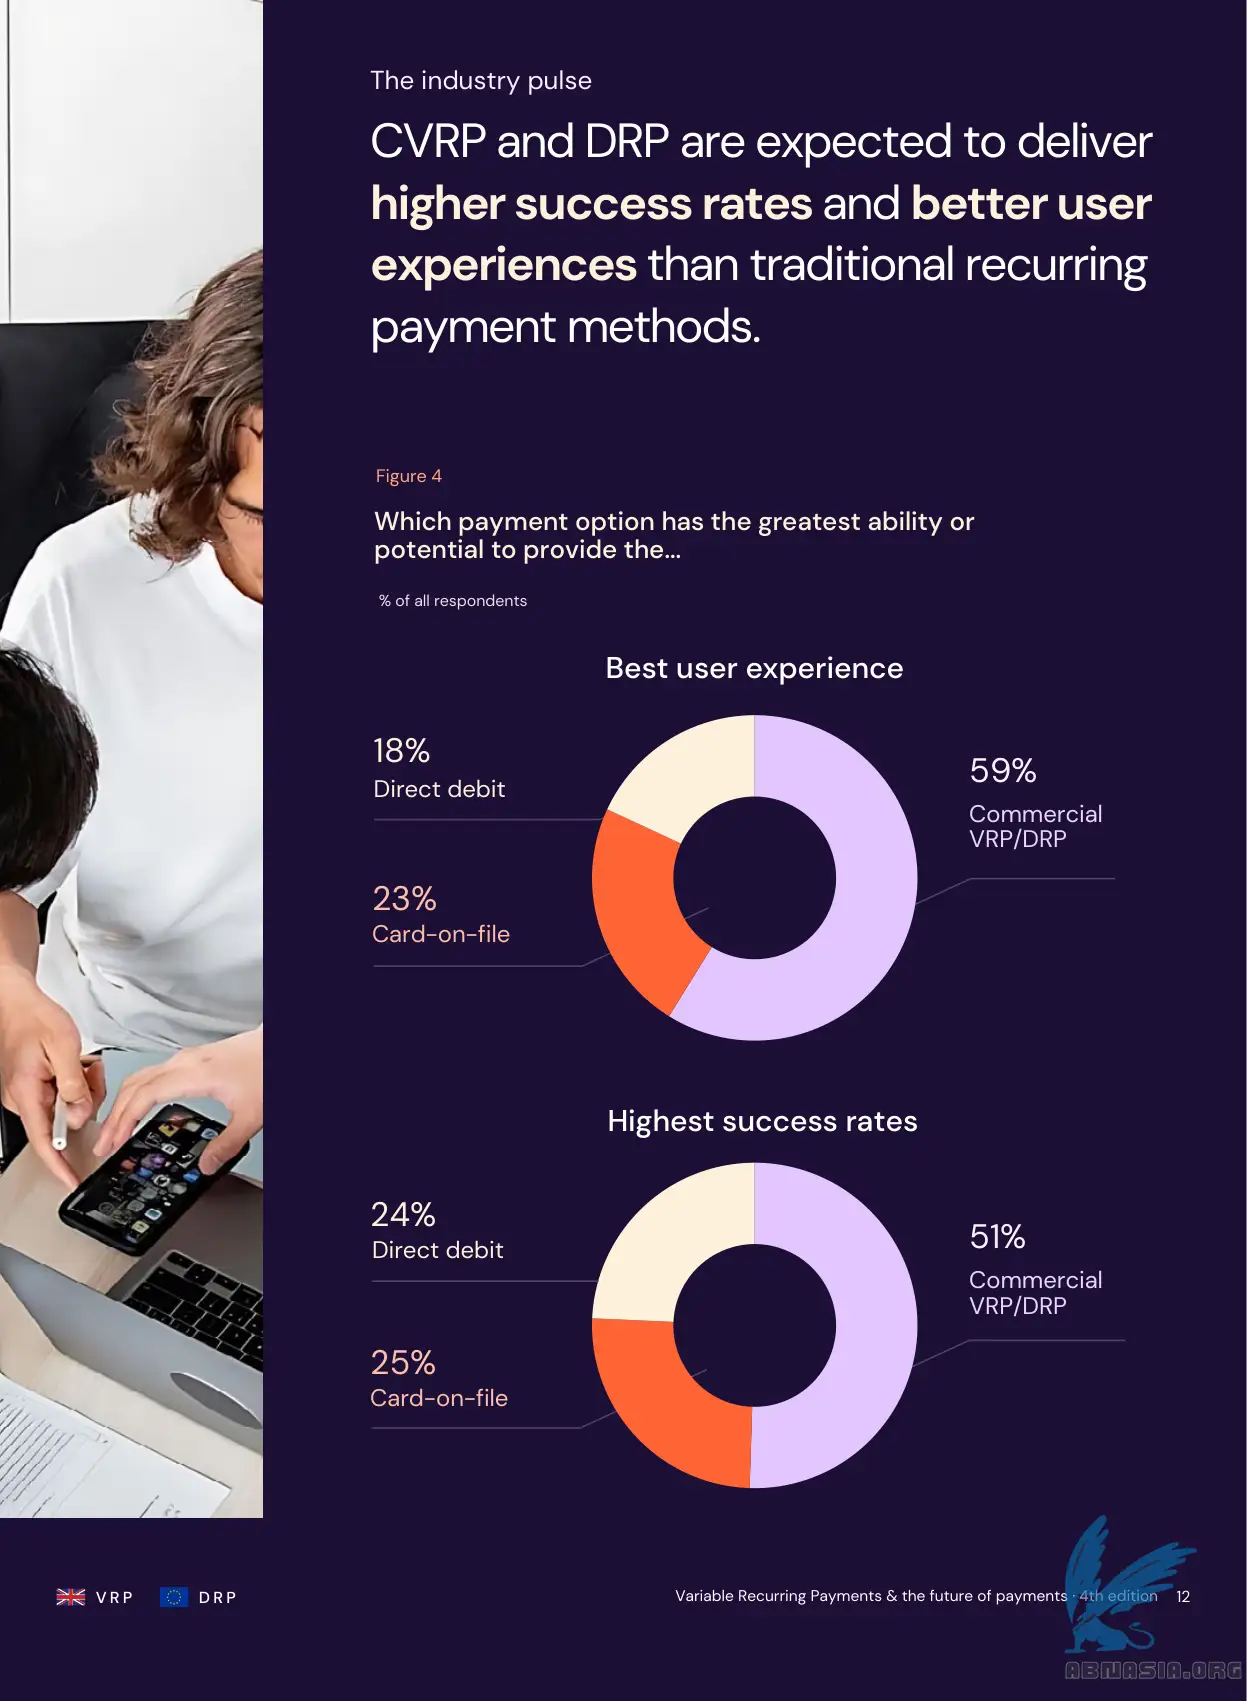 The industry pulse
CVRP and DRP are expected to deliver
higher success rates and better user
experiences than traditional recurring
payment methods.
Figure 4
Which payment option has the greatest ability or
potential to provide the...
% of all respondents
Best user experience
18%
Direct debit
59%
Commercial
VRP/DRP
23%
Card-on-file
Highest success rates
24%
Direct debit
51%
Commercial
VRP/DRP
25%
Card-on-file
VRP DRP
Variable Recurring Payments & the future of payments · 4th edition 12
ABNASIA.ORG